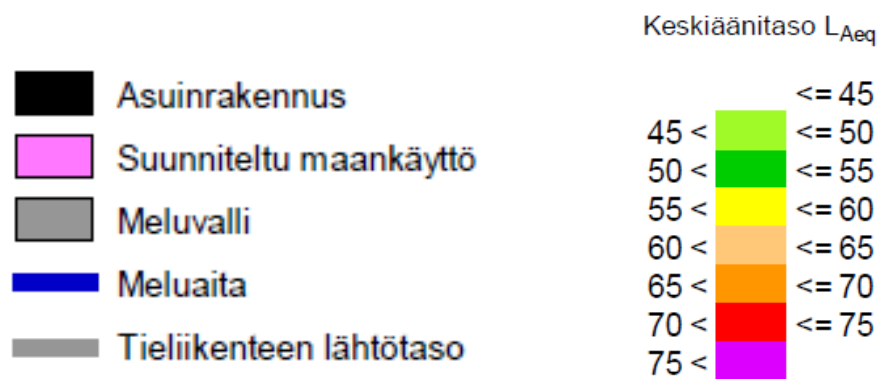 Keskiäänitaso LAeq
Asuinrakennus
Suunniteltu maankäyttö
Meluvalli
Meluaita
Tieliikenteen lähtötaso
<= 45
45 < <= 50
50 < <= 55
55 < <= 60
60 < <= 65
65 < <= 70
70 < <= 75
75 <